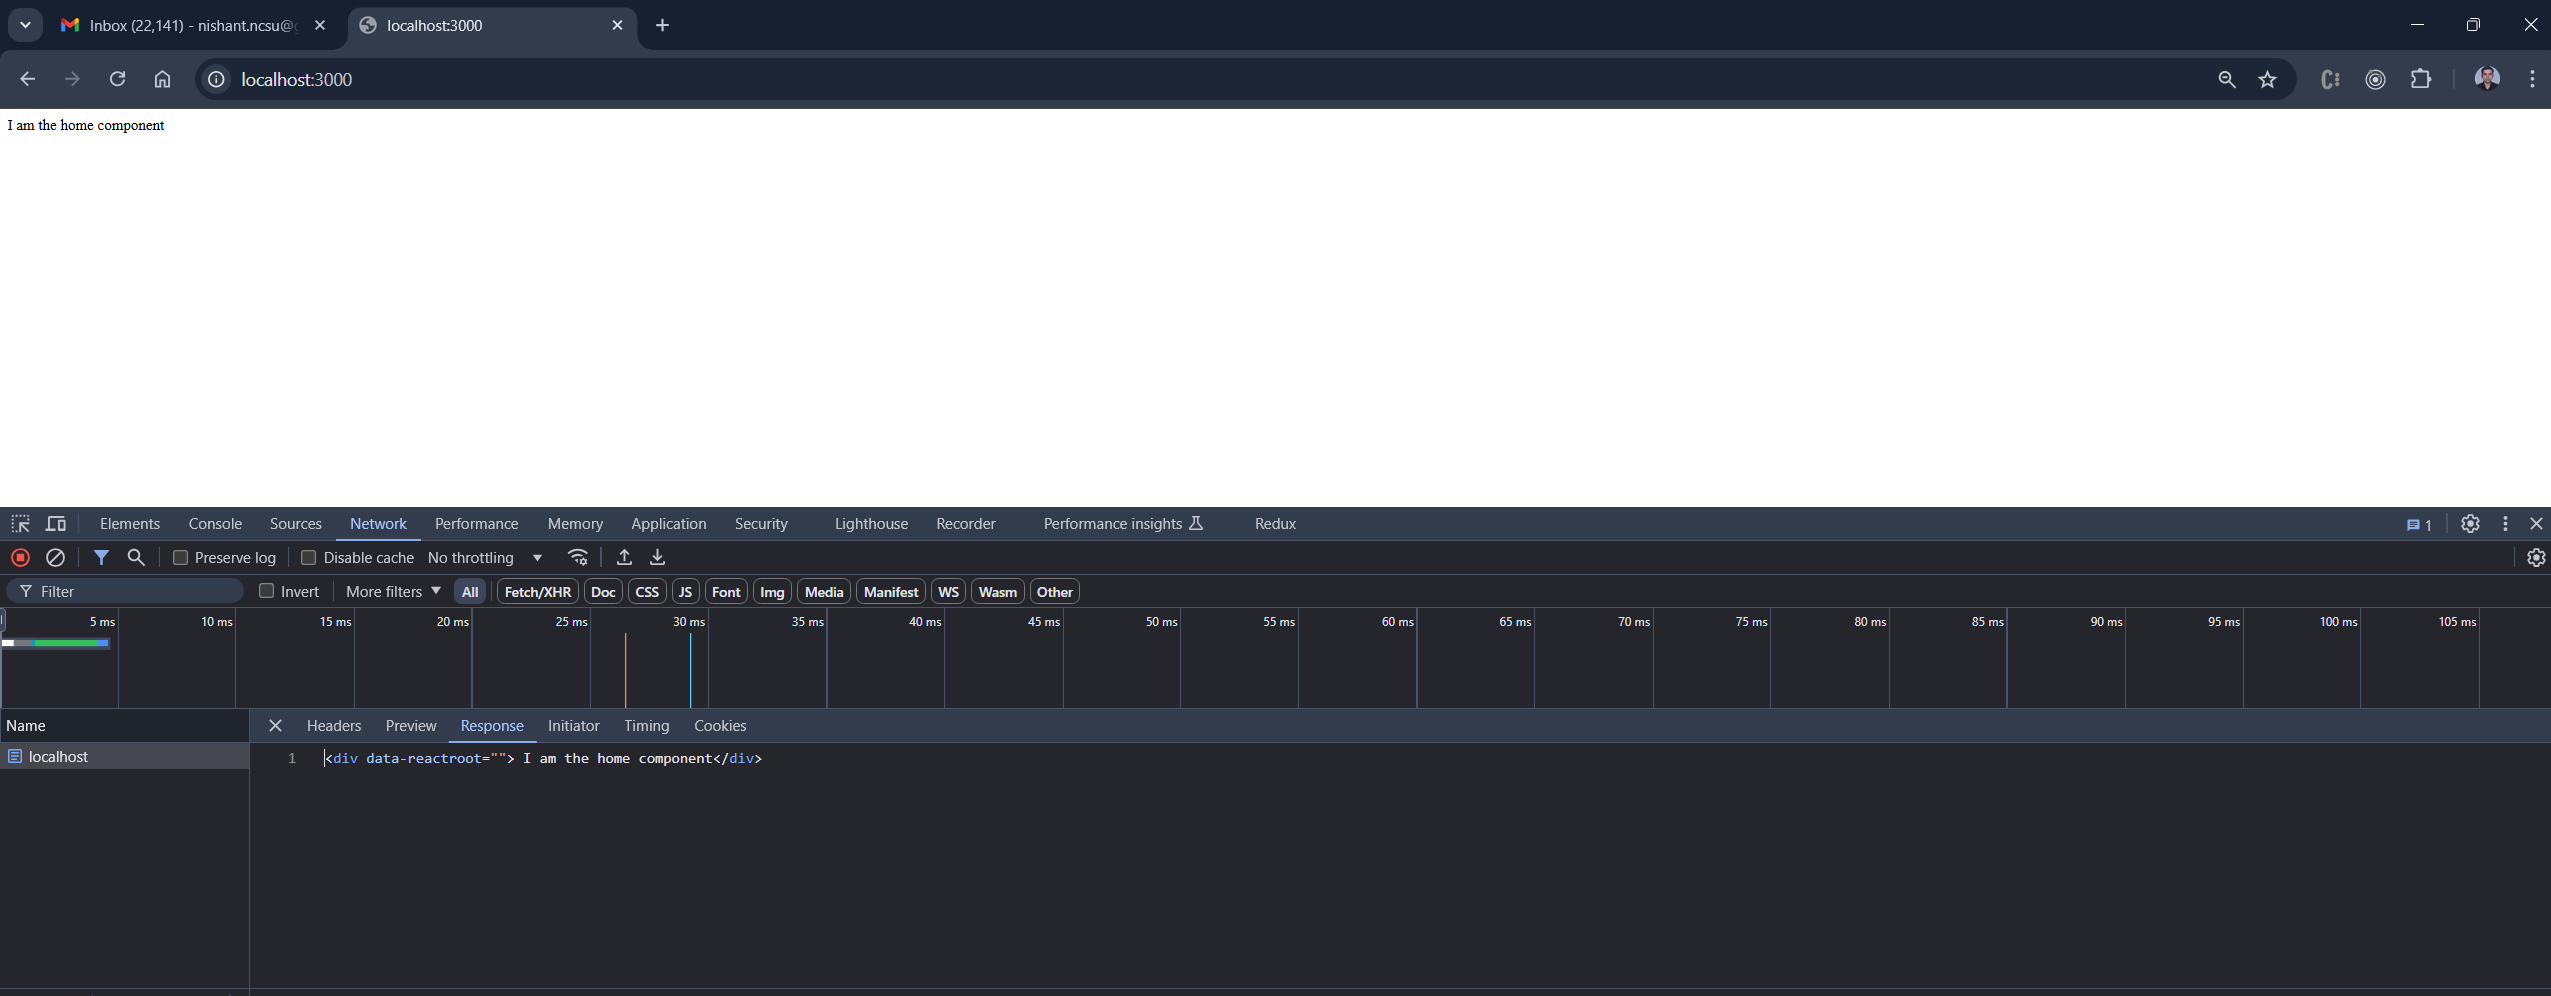 Inbox (22,141) - nishant.ncsu@
localhost:3000
localhost:3000
I am the home component
Elements Console Sources Network Performance Memory Application Security Lighthouse Recorder Performance insights Redux 1
Preserve log Disable cache No throttling
Filter Invert More filters All Fetch/XHR Doc CSS JS Font Img Media Manifest WS Wasm Other
5 ms 10 ms 15 ms 20 ms 25 ms 30 ms 35 ms 40 ms 45 ms 50 ms 55 ms 60 ms 65 ms 70 ms 75 ms 80 ms 85 ms 90 ms 95 ms 100 ms 105 ms
Name Headers Preview Response Initiator Timing Cookies
localhost
1 <div data-reactroot=""> I am the home component</div>